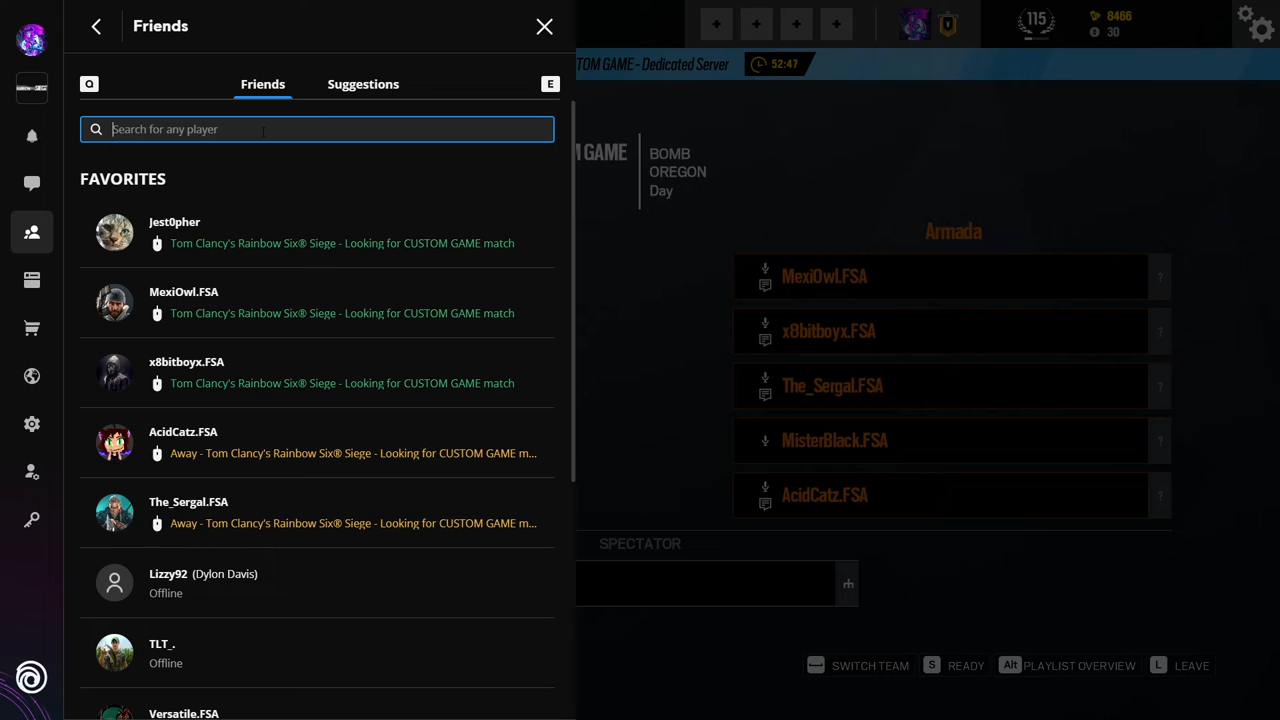 Friends
115
8466
30
TOM GAME - Dedicated Server
52:47
Q
Friends
Suggestions
E
Search for any player
FAVORITES
Jest0pher
Tom Clancy's Rainbow Six® Siege - Looking for CUSTOM GAME match
MexiOwl.FSA
Tom Clancy's Rainbow Six® Siege - Looking for CUSTOM GAME match
x8bitboyx.FSA
Tom Clancy's Rainbow Six® Siege - Looking for CUSTOM GAME match
AcidCatz.FSA
Away - Tom Clancy's Rainbow Six® Siege - Looking for CUSTOM GAME m...
The_Sergal.FSA
Away - Tom Clancy's Rainbow Six® Siege - Looking for CUSTOM GAME m...
Lizzy92 (Dylon Davis)
Offline
TLT_.
Offline
Versatile.FSA
M GAME
BOMB
OREGON
Day
Armada
MexiOwl.FSA
?
x8bitboyx.FSA
?
The_Sergal.FSA
?
MisterBlack.FSA
?
AcidCatz.FSA
?
SPECTATOR
SWITCH TEAM
S READY
Alt PLAYLIST OVERVIEW
L LEAVE